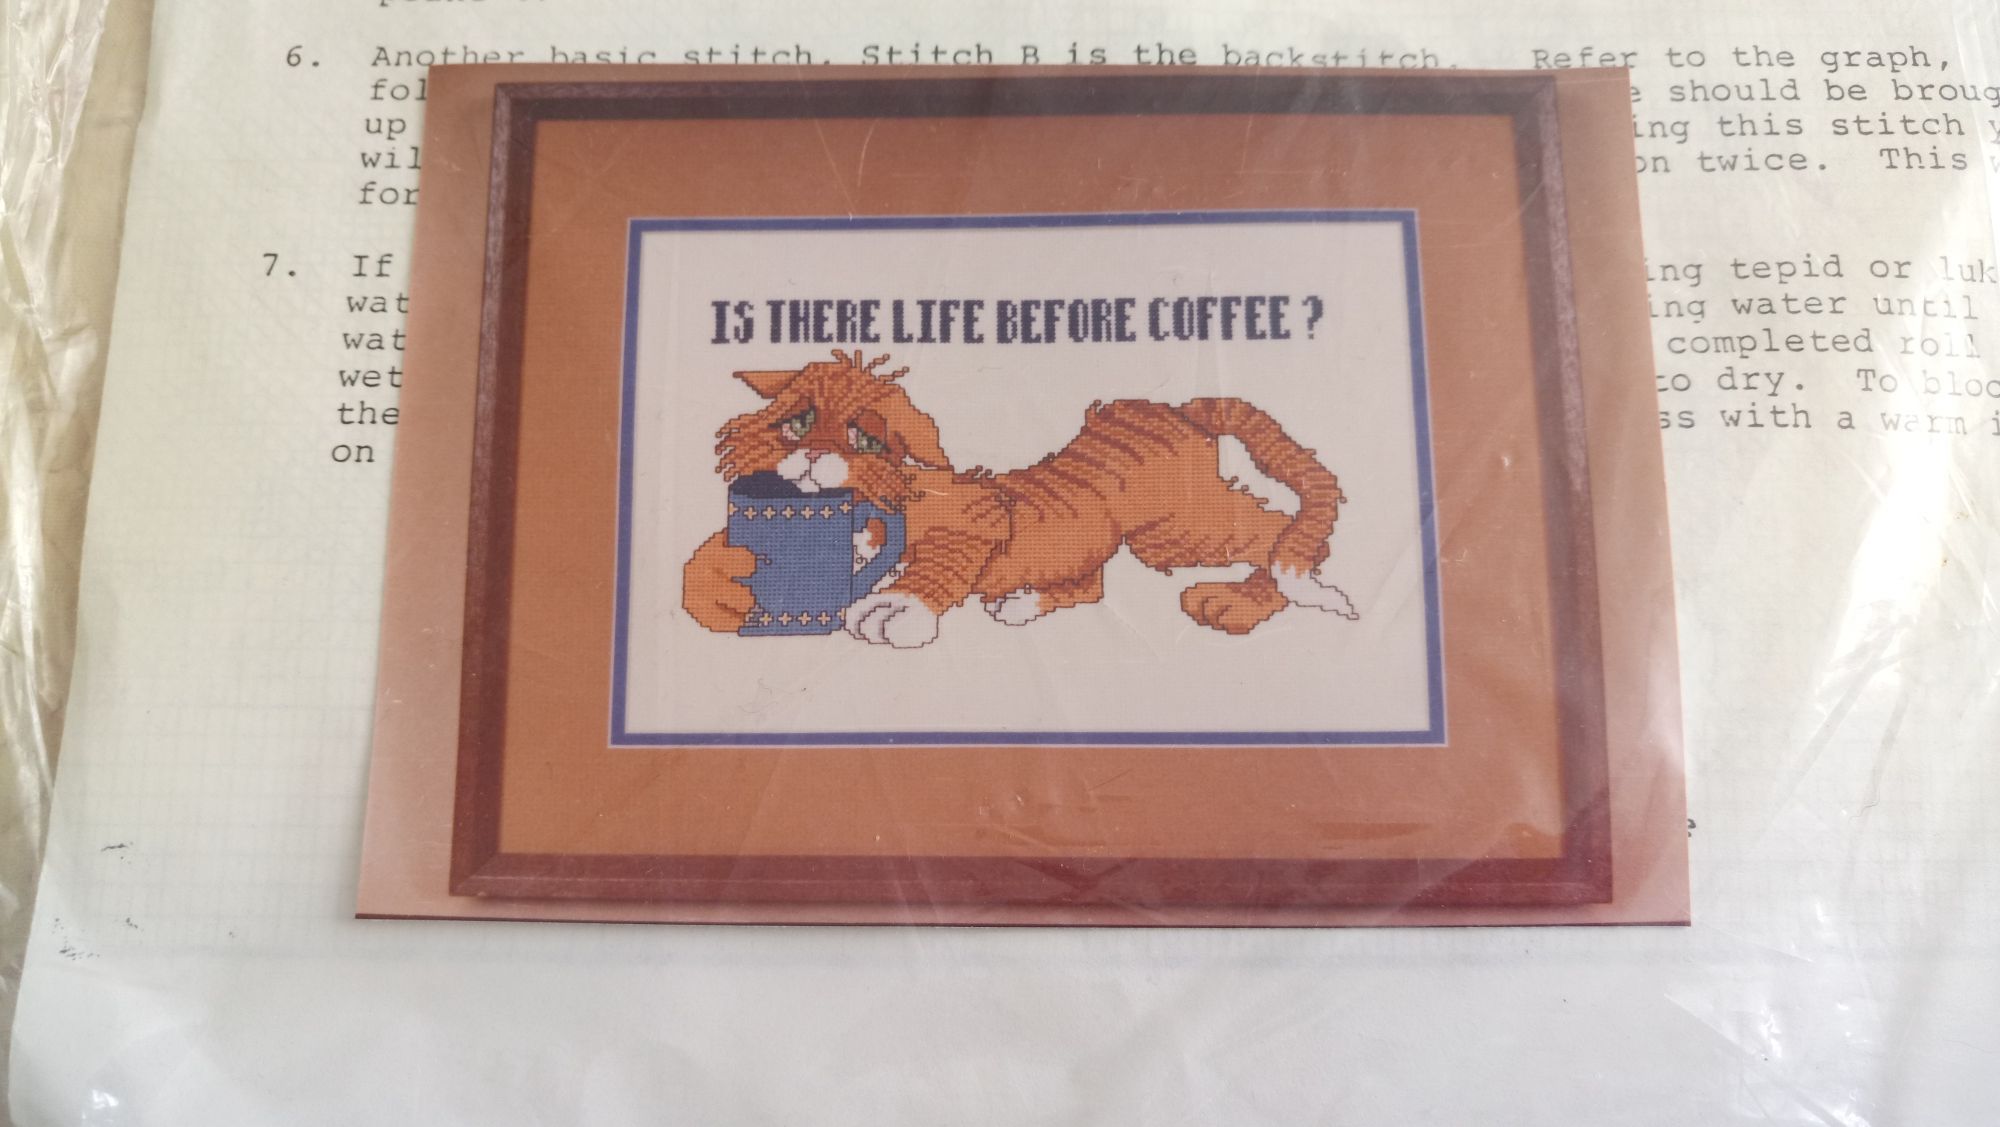 6. Another basic stitch, Stitch B is the backstitch. Refer to the graph,
fol should be broug
up ing this stitch
wil on twice. This
for
7. If ing tepid or luk
wat ing water until
wat completed roll
wet to dry. To bloc
the ss with a warm
on
IS THERE LIFE BEFORE COFFEE?